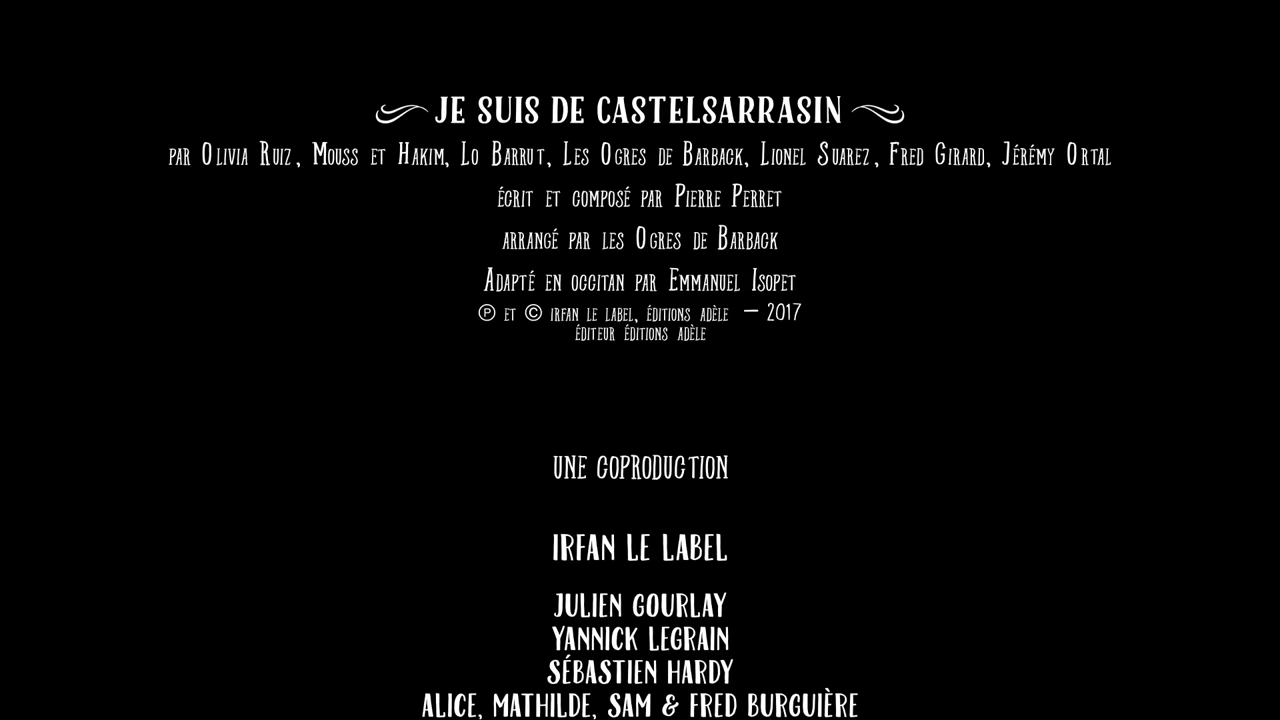 JE SUIS DE CASTELSARRASIN
PAR OLIVIA RUIZ, MOUSS ET HAKIM, LO BARRUT, LES OGRES DE BARBACK, LIONEL SUAREZ, FRED GIRARD, JÉRÉMY ORTAL
ÉCRIT ET COMPOSÉ PAR PIERRE PERRET
ARRANGÉ PAR LES OGRES DE BARBACK
ADAPTÉ EN OCCITAN PAR EMMANUEL ISOPET
℗ ET © IRFAN LE LABEL, ÉDITIONS ADÈLE – 2017
ÉDITEUR ÉDITIONS ADÈLE
UNE COPRODUCTION
IRFAN LE LABEL
JULIEN GOURLAY
YANNICK LEGRAIN
SÉBASTIEN HARDY
ALICE, MATHILDE, SAM & FRED BURGUIÈRE